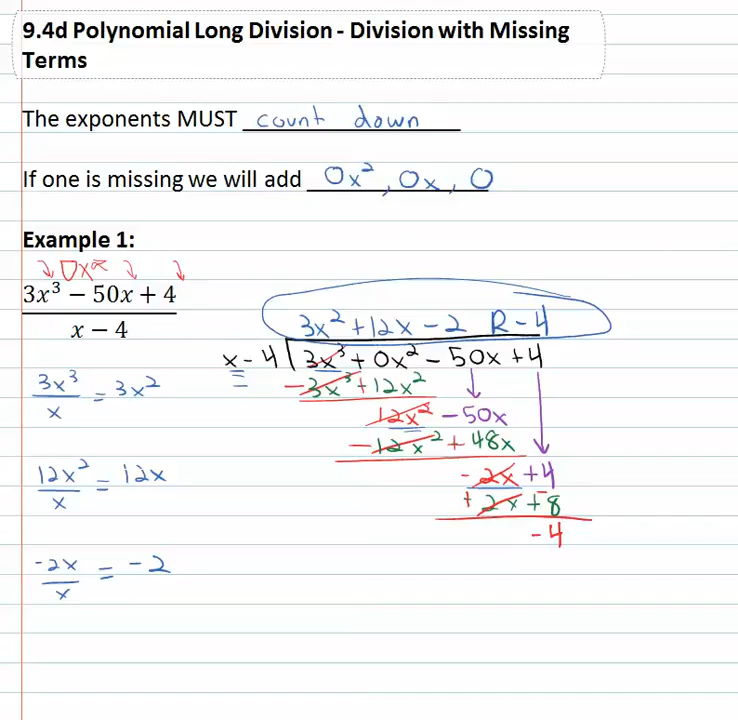 9.4d Polynomial Long Division - Division with Missing
Terms
The exponents MUST count down
If one is missing we will add 0x², 0x, 0
Example 1:
0x²
3x³ − 50x + 4
x − 4
3x² + 12x − 2 R − 4
x − 4 3x³ + 0x² − 50x + 4
3x³/x = 3x²
− 3x³ + 12x²
12x² − 50x
− 12x² + 48x
12x²/x = 12x
− 2x + 4
+ 2x − 8
− 4
-2x/x = − 2